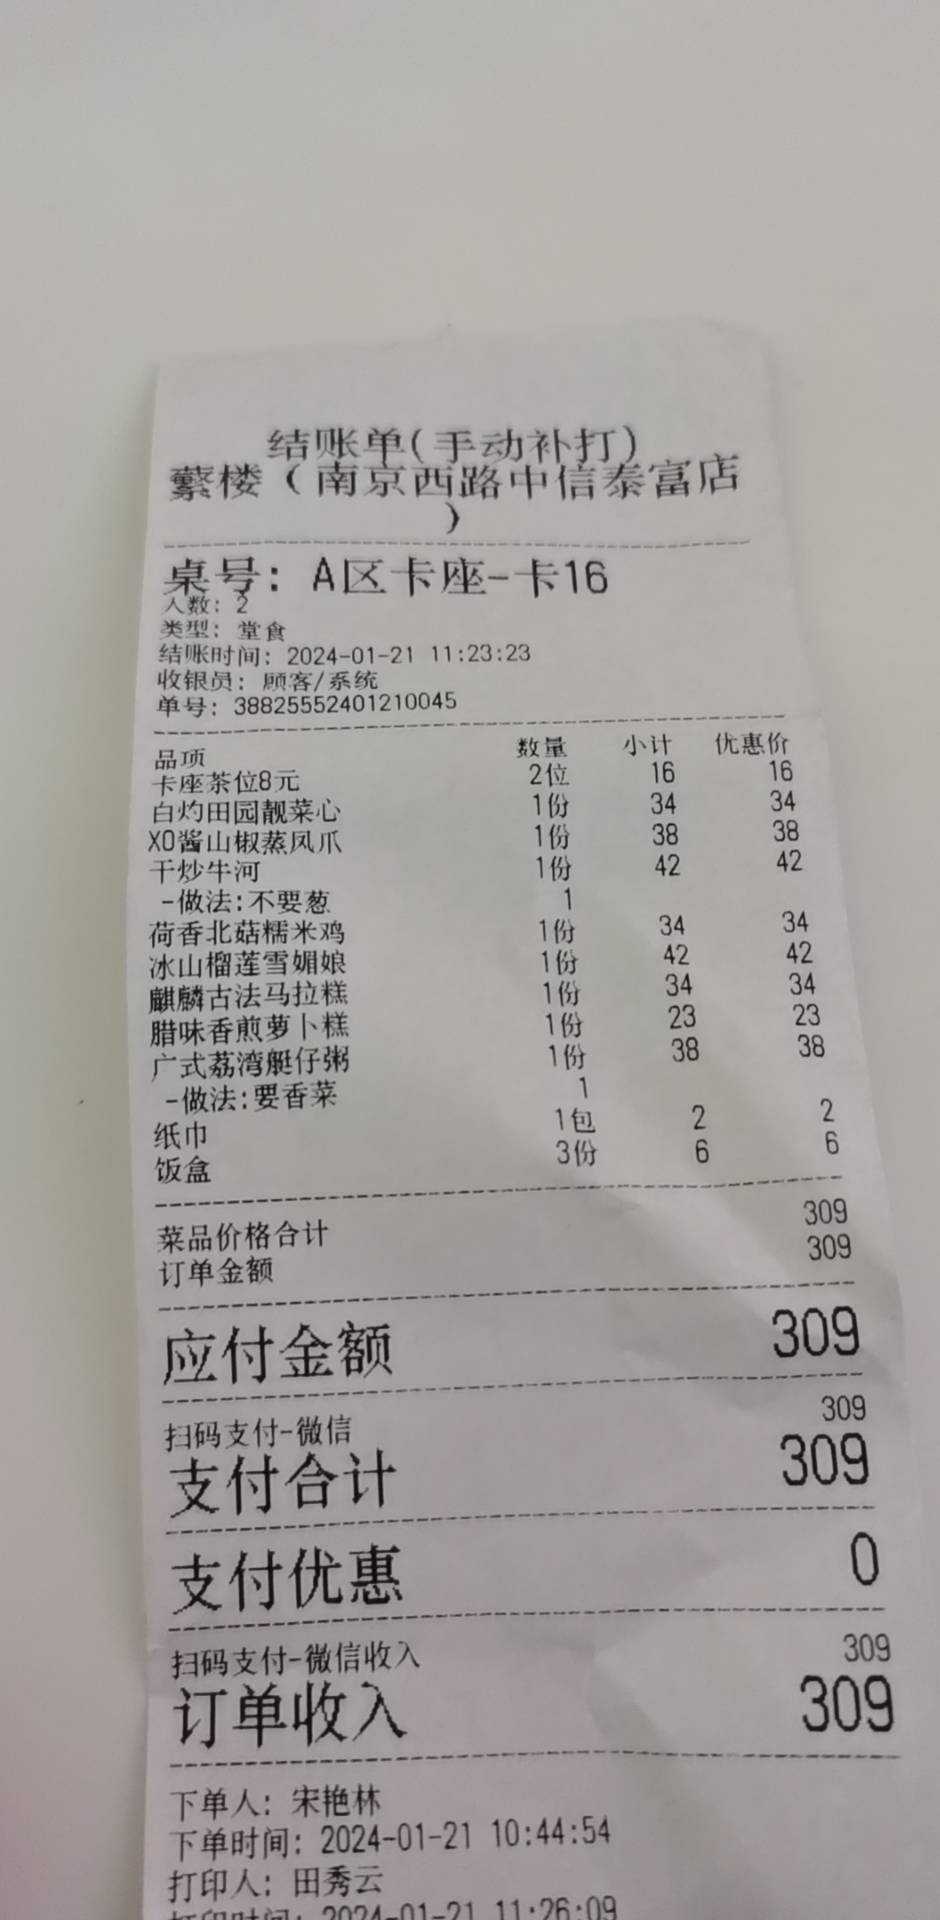 结账单(手动补打)
蘩楼（南京西路中信泰富店
）
桌号: A区卡座-卡16
人数: 2
类型: 堂食
结账时间: 2024-01-21 11:23:23
收银员: 顾客/系统
单号: 38825552401210045
品项 数量 小计 优惠价
卡座茶位8元 2位 16 16
白灼田园靓菜心 1份 34 34
XO酱山椒蒸凤爪 1份 38 38
干炒牛河 1份 42 42
-做法:不要葱 1
荷香北菇糯米鸡 1份 34 34
冰山榴莲雪媚娘 1份 42 42
麒麟古法马拉糕 1份 34 34
腊味香煎萝卜糕 1份 23 23
广式荔湾艇仔粥 1份 38 38
-做法:要香菜 1
纸巾 1包 2 2
饭盒 3份 6 6
菜品价格合计 309
订单金额 309
应付金额 309
扫码支付-微信 309
支付合计 309
支付优惠 0
扫码支付-微信收入 309
订单收入 309
下单人: 宋艳林
下单时间: 2024-01-21 10:44:54
打印人: 田秀云
打印时间: 2024-01-21 11:26:09